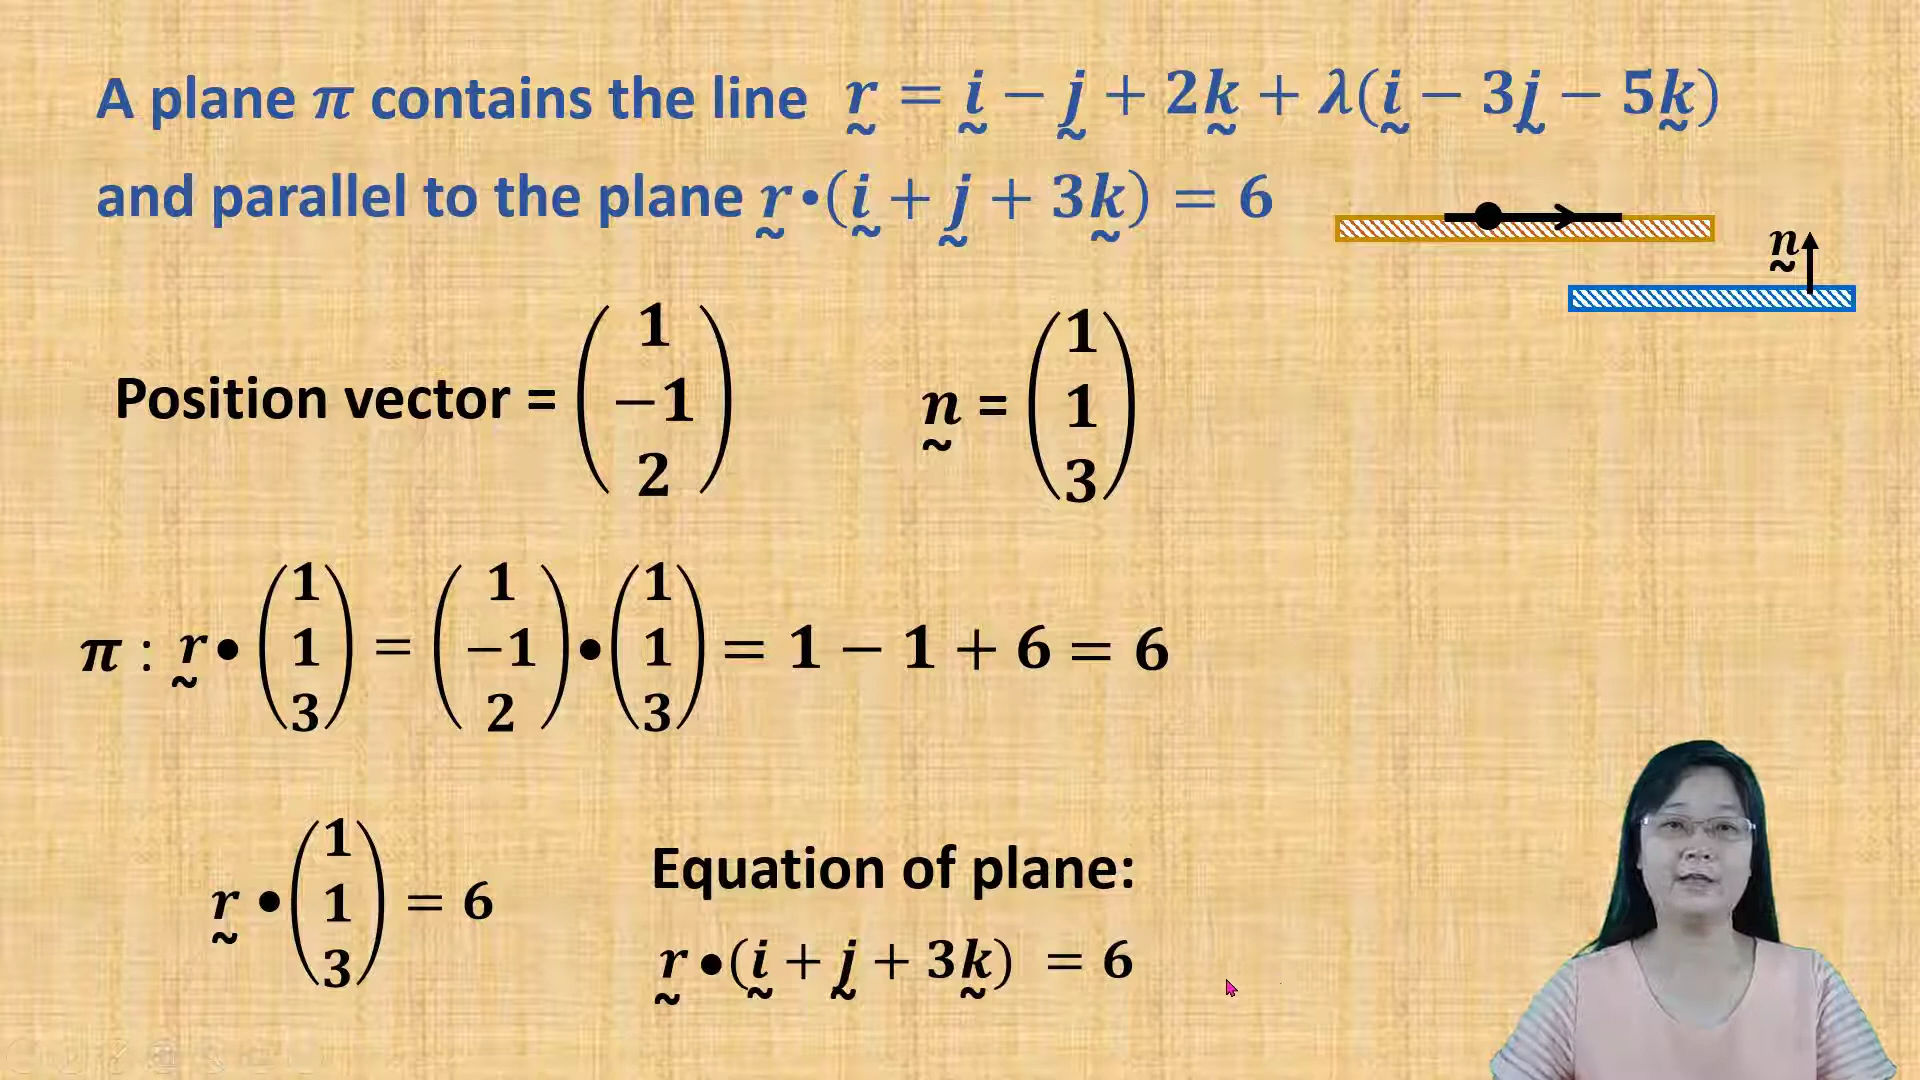 A plane π contains the line r̰ = ḭ − j̰ + 2k̰ + λ(ḭ − 3j̰ − 5k̰)
and parallel to the plane r̰•(ḭ + j̰ + 3k̰) = 6
n̰
Position vector = (1 −1 2) n̰ = (1 1 3)
π : r̰•(1 1 3) = (1 −1 2)•(1 1 3) = 1 − 1 + 6 = 6
r̰•(1 1 3) = 6
Equation of plane:
r̰•(ḭ + j̰ + 3k̰) = 6